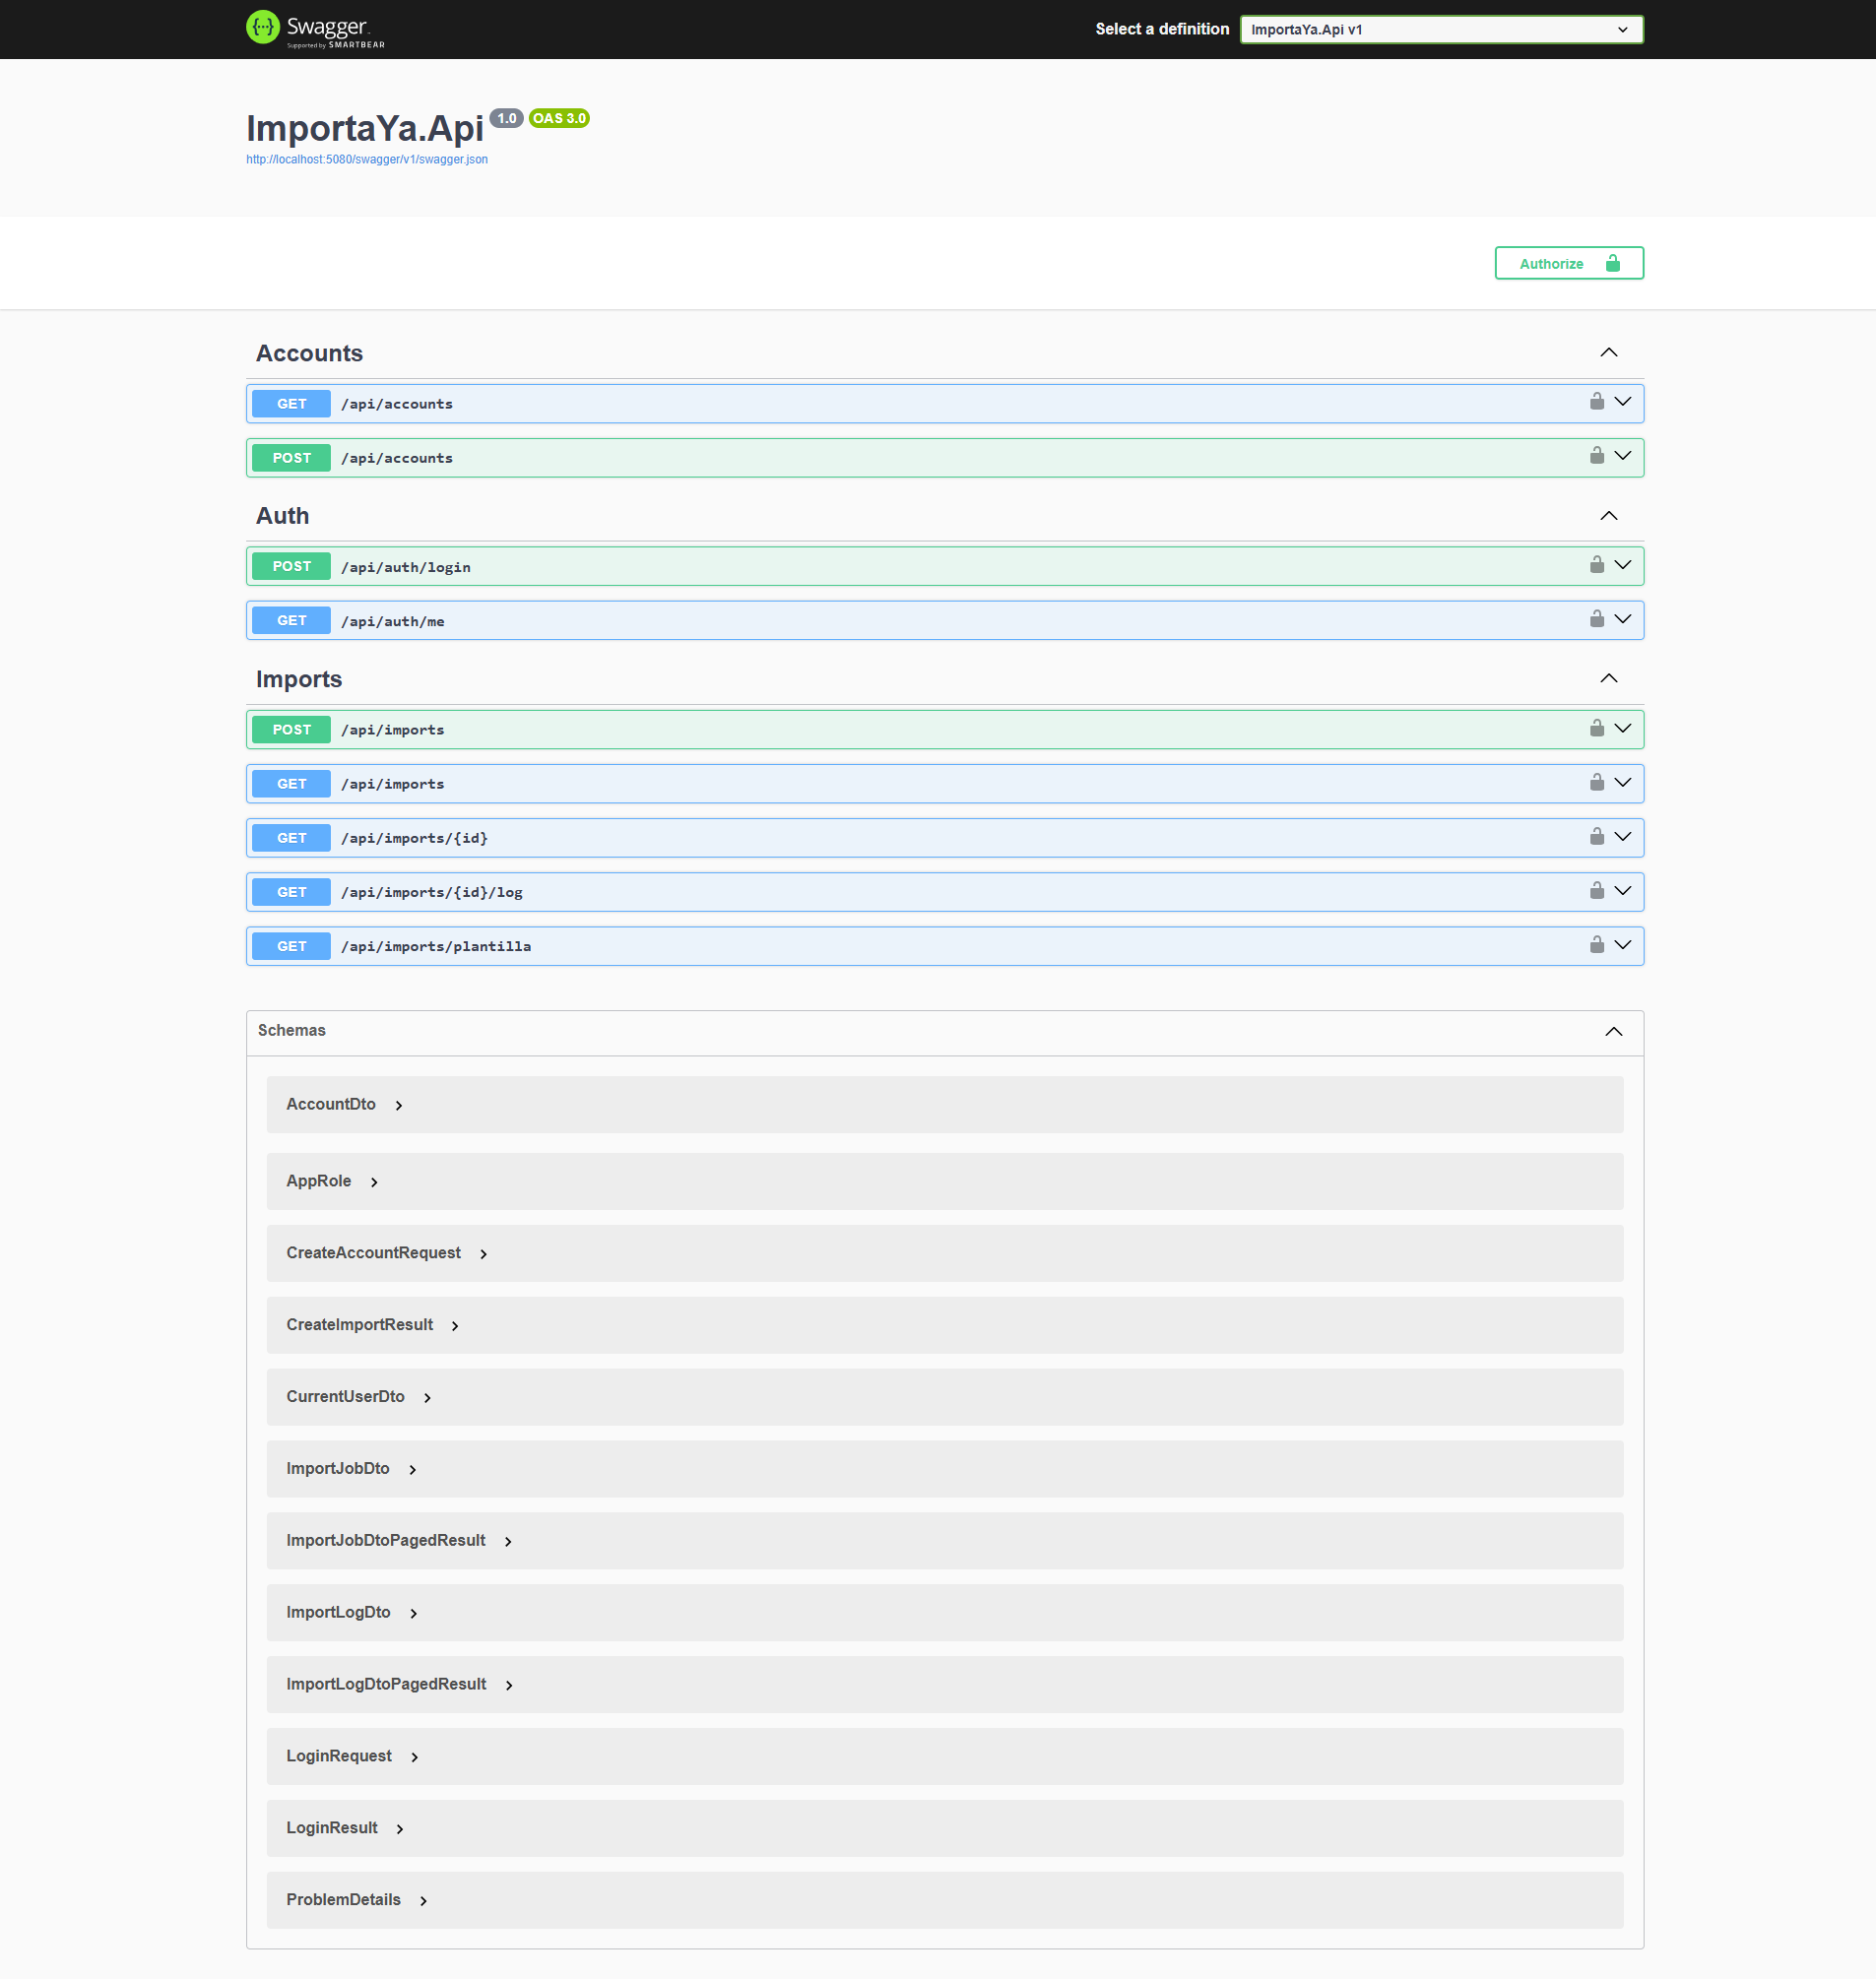 Swagger
Supported by SMARTBEAR
Select a definition
ImportaYa.Api v1
ImportaYa.Api 1.0 OAS 3.0
http://localhost:5080/swagger/v1/swagger.json
Authorize
Accounts
GET /api/accounts
POST /api/accounts
Auth
POST /api/auth/login
GET /api/auth/me
Imports
POST /api/imports
GET /api/imports
GET /api/imports/{id}
GET /api/imports/{id}/log
GET /api/imports/plantilla
Schemas
AccountDto
AppRole
CreateAccountRequest
CreateImportResult
CurrentUserDto
ImportJobDto
ImportJobDtoPagedResult
ImportLogDto
ImportLogDtoPagedResult
LoginRequest
LoginResult
ProblemDetails